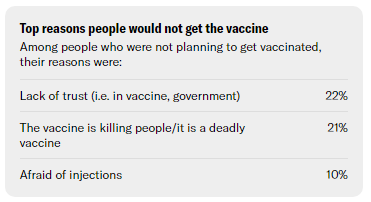 Top reasons people would not get the vaccine
Among people who were not planning to get vaccinated,
their reasons were:
Lack of trust (i.e. in vaccine, government) 22%
The vaccine is killing people/it is a deadly 21%
vaccine
Afraid of injections 10%